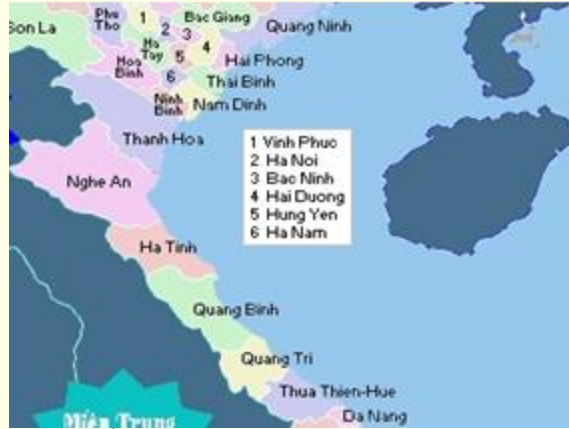 Phu
Tho
1
Bac Giang
Quang Ninh
Son La
2
3
Ha
Tay
4
5
Hoa
Binh
Hai Phong
6
Thai Binh
Ninh
Binh
Nam Dinh
Thanh Hoa
1 Vinh Phuc
2 Ha Noi
3 Bac Ninh
4 Hai Duong
5 Hung Yen
6 Ha Nam
Nghe An
Ha Tinh
Quang Binh
Quang Tri
Thua Thien-Hue
Da Nang
Miền Trung